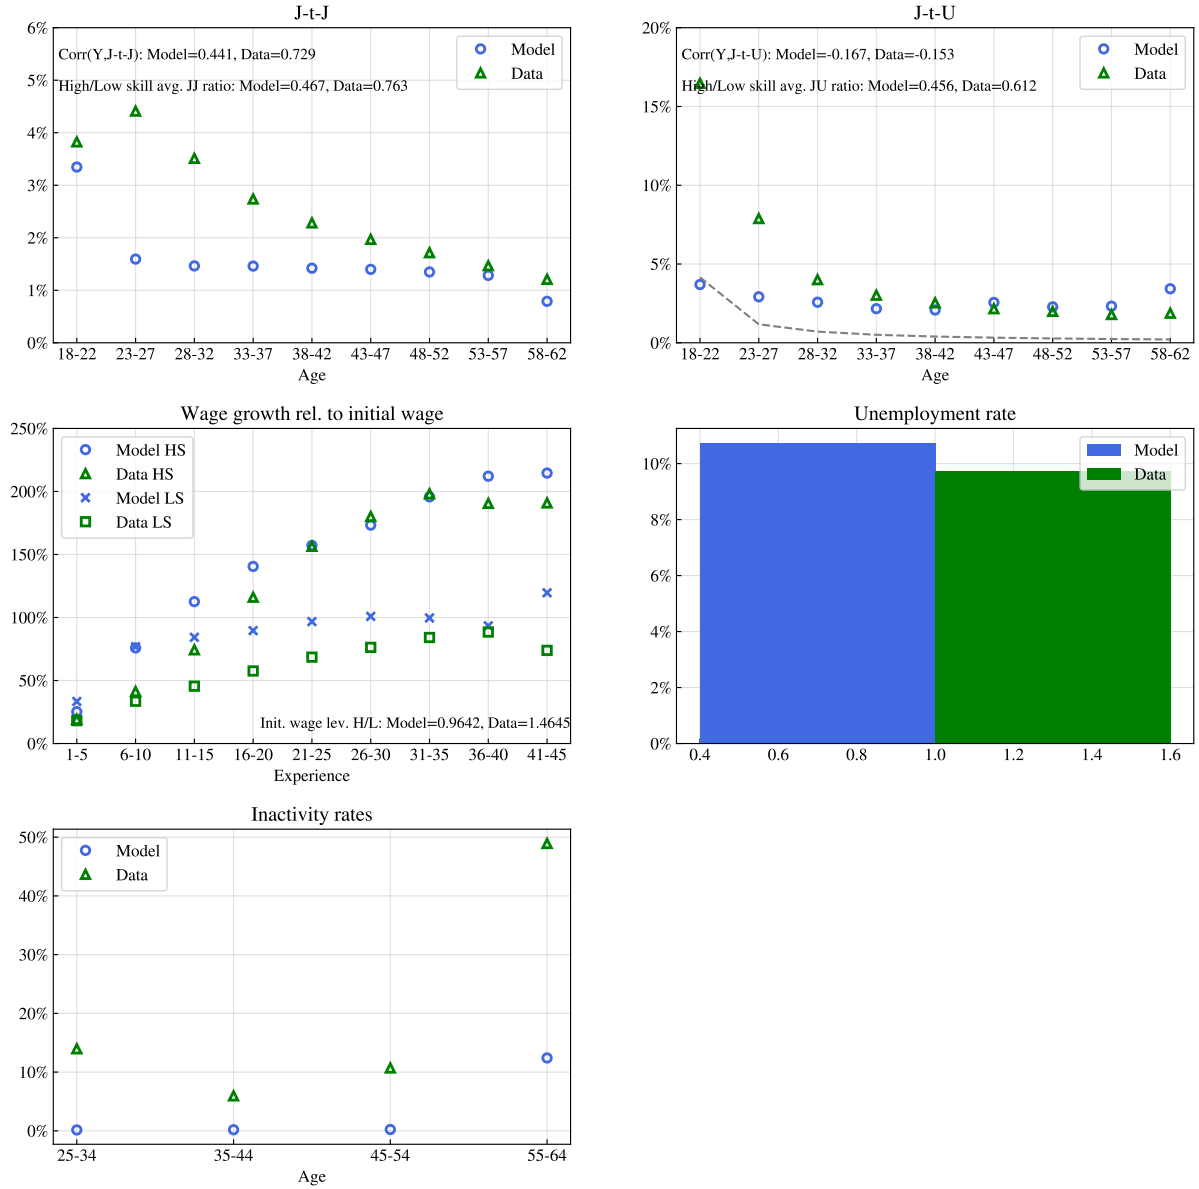 J-t-J
6%
5%
4%
3%
2%
1%
0%
Corr(Y,J-t-J): Model=0.441, Data=0.729
High/Low skill avg. JJ ratio: Model=0.467, Data=0.763
Model
Data
18-22 23-27 28-32 33-37 38-42 43-47 48-52 53-57 58-62
Age
J-t-U
20%
15%
10%
5%
0%
Corr(Y,J-t-U): Model=-0.167, Data=-0.153
High/Low skill avg. JU ratio: Model=0.456, Data=0.612
Model
Data
18-22 23-27 28-32 33-37 38-42 43-47 48-52 53-57 58-62
Age
Wage growth rel. to initial wage
250%
200%
150%
100%
50%
0%
Model HS
Data HS
Model LS
Data LS
Init. wage lev. H/L: Model=0.9642, Data=1.4645
1-5 6-10 11-15 16-20 21-25 26-30 31-35 36-40 41-45
Experience
Unemployment rate
10%
8%
6%
4%
2%
0%
Model
Data
0.4 0.6 0.8 1.0 1.2 1.4 1.6
Inactivity rates
50%
40%
30%
20%
10%
0%
Model
Data
25-34 35-44 45-54 55-64
Age